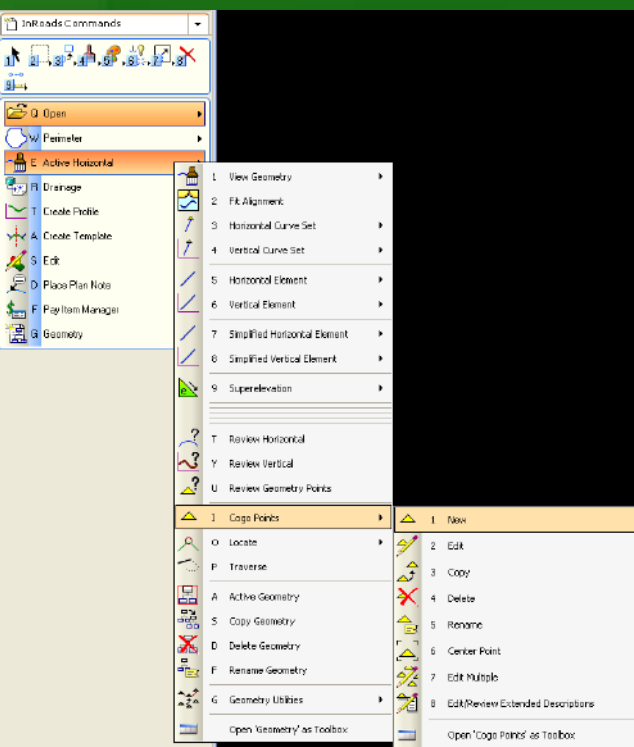 InRoads Commands
1 2 3 4 5 6 7 8
9
Q Open
W Perimeter
E Active Horizontal
R Drainage
T Create Profile
A Create Template
S Edit
D Place Plan Note
F Pay Item Manager
G Geometry
1 View Geometry
2 Fit Alignment
3 Horizontal Curve Set
4 Vertical Curve Set
5 Horizontal Element
6 Vertical Element
7 Simplified Horizontal Element
8 Simplified Vertical Element
9 Superelevation
T Review Horizontal
Y Review Vertical
U Review Geometry Points
I Cogo Points
O Locate
P Traverse
A Active Geometry
S Copy Geometry
D Delete Geometry
F Rename Geometry
G Geometry Utilities
Open 'Geometry' as Toolbox
1 New
2 Edit
3 Copy
4 Delete
5 Rename
6 Center Point
7 Edit Multiple
8 Edit/Review Extended Descriptions
Open 'Cogo Points' as Toolbox